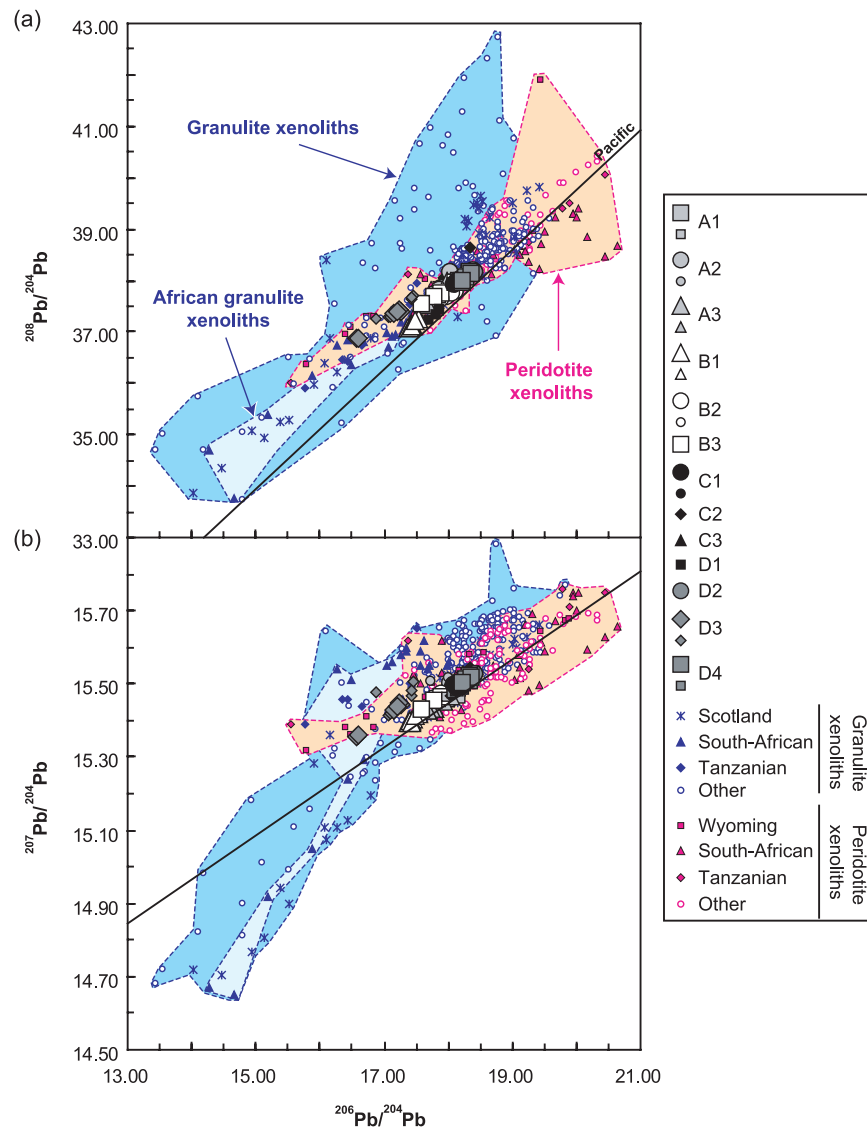 (a)
43.00
41.00
39.00
37.00
35.00
33.00
²⁰⁸Pb/²⁰⁴Pb
Granulite xenoliths
African granulite
xenoliths
Pacific
Peridotite
xenoliths
(b)
15.70
15.50
15.30
15.10
14.90
14.70
14.50
²⁰⁷Pb/²⁰⁴Pb
13.00 15.00 17.00 19.00 21.00
²⁰⁶Pb/²⁰⁴Pb
A1
A2
A3
B1
B2
B3
C1
C2
C3
D1
D2
D3
D4
Scotland
South-African
Tanzanian
Other
Granulite
xenoliths
Wyoming
South-African
Tanzanian
Other
Peridotite
xenoliths